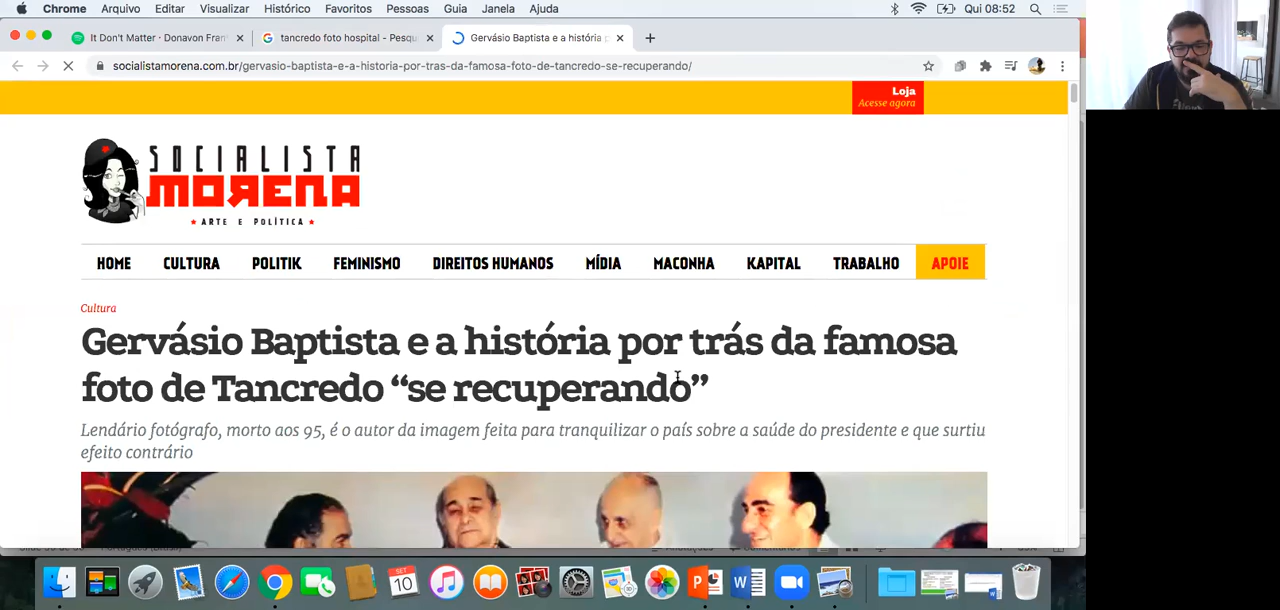 Chrome Arquivo Editar Visualizar Histórico Favoritos Pessoas Guia Janela Ajuda Qui 08:52
It Don't Matter · Donavon Fran
tancredo foto hospital - Pesqu
Gervásio Baptista e a história p
socialistamorena.com.br/gervasio-baptista-e-a-historia-por-tras-da-famosa-foto-de-tancredo-se-recuperando/
Loja
Acesse agora
SOCIALISTA
MORENA
ARTE E POLÍTICA
HOME CULTURA POLITIK FEMINISMO DIREITOS HUMANOS MÍDIA MACONHA KAPITAL TRABALHO APOIE
Cultura
Gervásio Baptista e a história por trás da famosa
foto de Tancredo “se recuperando”
Lendário fotógrafo, morto aos 95, é o autor da imagem feita para tranquilizar o país sobre a saúde do presidente e que surtiu
efeito contrário
SET
10